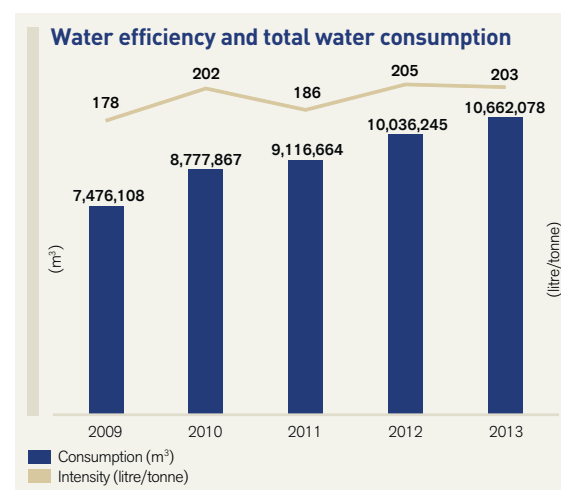 Water efficiency and total water consumption
178
202
186
205
203
7,476,108
8,777,867
9,116,664
10,036,245
10,662,078
(m³)
(litre/tonne)
2009 2010 2011 2012 2013
Consumption (m³)
Intensity (litre/tonne)